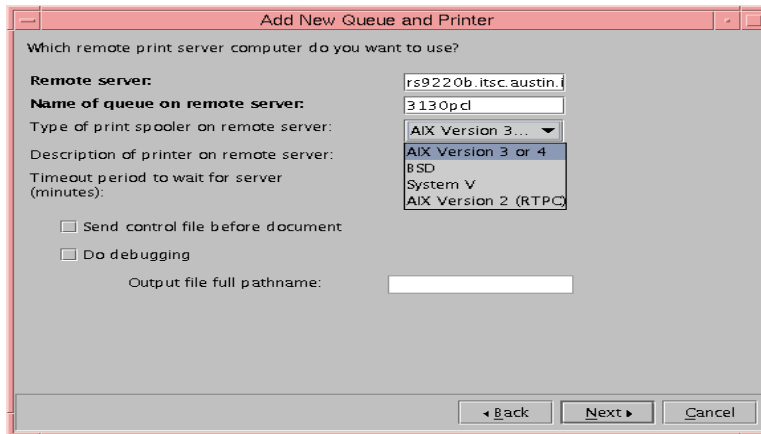 Add New Queue and Printer
Which remote print server computer do you want to use?
Remote server: rs9220b.itsc.austin.i
Name of queue on remote server: 3130pcl
Type of print spooler on remote server: AIX Version 3...
AIX Version 3 or 4
BSD
System V
AIX Version 2 (RTPC)
Description of printer on remote server:
Timeout period to wait for server
(minutes):
Send control file before document
Do debugging
Output file full pathname:
Back Next Cancel